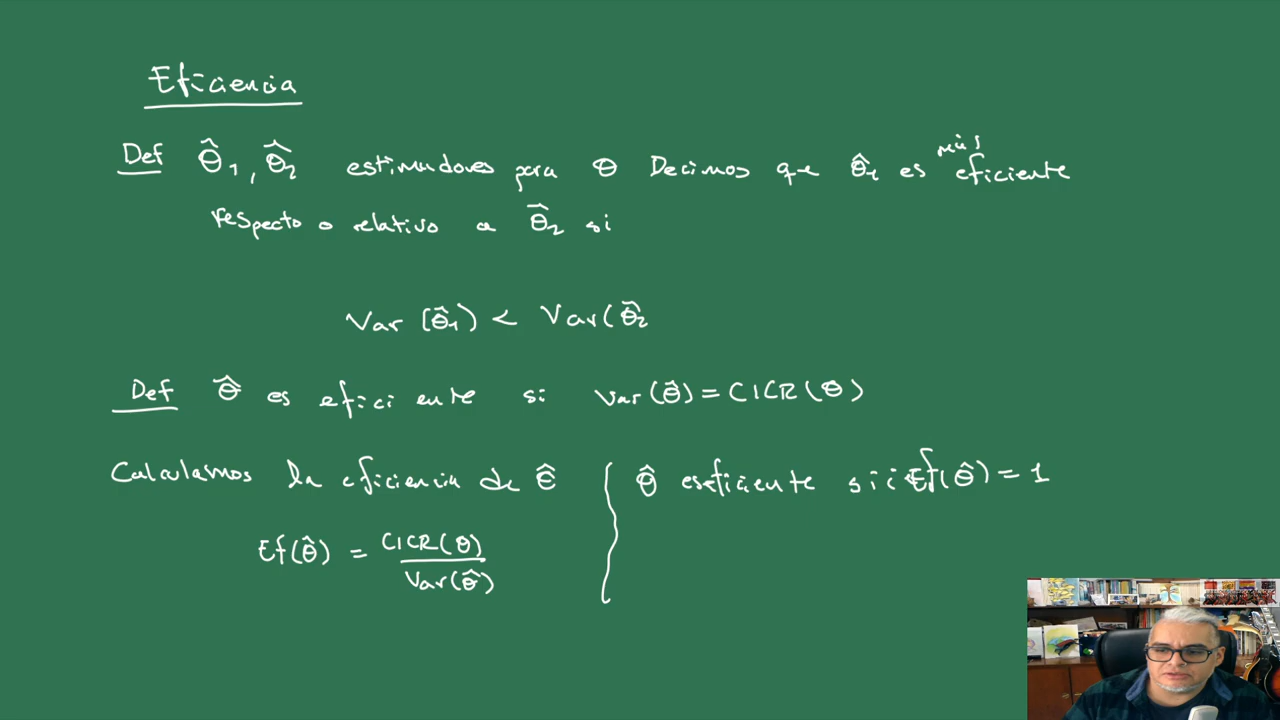 Eficiencia
Def θ̂₁, θ̂₂ estimadores para θ Decimos que θ̂₁ es más eficiente
respecto o relativo a θ̂₂ si
Var(θ̂₁) < Var(θ̂₂
Def θ̂ es eficiente si Var(θ̂) = CICR(θ)
Calculamos la eficiencia de θ̂
Ef(θ̂) = CICR(θ) / Var(θ̂)
θ̂ es eficiente sii Ef(θ̂) = 1